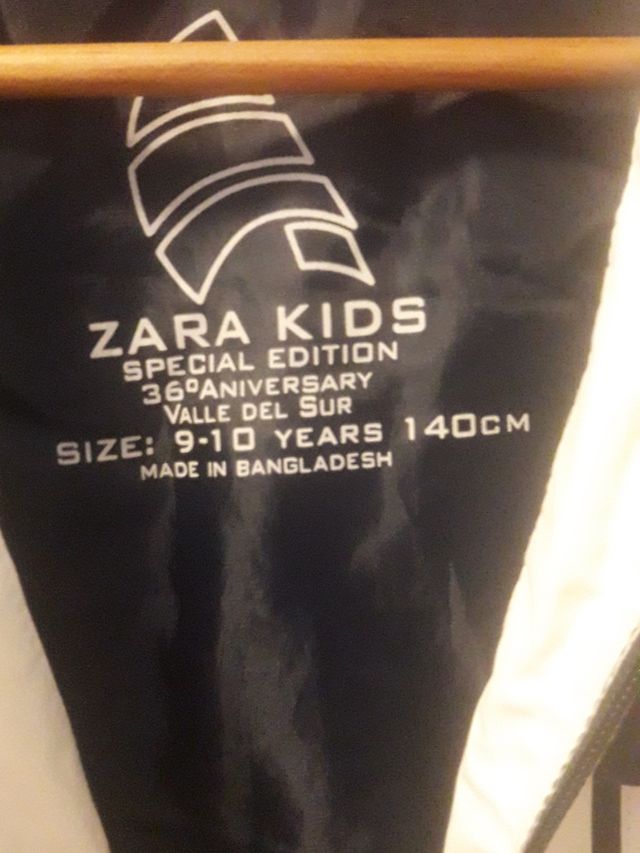 ZARA KIDS
SPECIAL EDITION
36ºANIVERSARY
VALLE DEL SUR
SIZE: 9-10 YEARS 140CM
MADE IN BANGLADESH